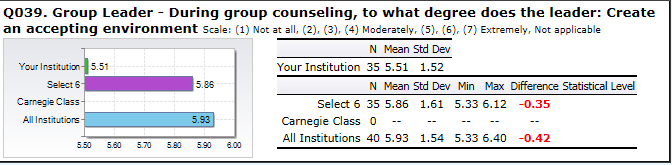 Q039. Group Leader - During group counseling, to what degree does the leader: Create
an accepting environment Scale: (1) Not at all, (2), (3), (4) Moderately, (5), (6), (7) Extremely, Not applicable
Your Institution 5.51
Select 6 5.86
Carnegie Class
All Institutions 5.93
5.50 5.60 5.70 5.80 5.90 6.00
N Mean Std Dev
Your Institution 35 5.51 1.52
N Mean Std Dev Min Max Difference Statistical Level
Select 6 35 5.86 1.61 5.33 6.12 -0.35
Carnegie Class 0 -- -- -- -- --
All Institutions 40 5.93 1.54 5.33 6.40 -0.42